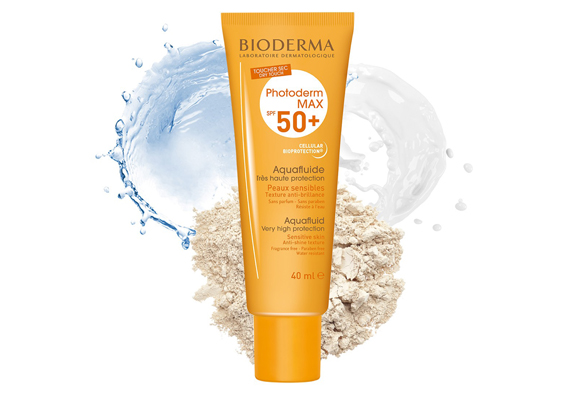 BIODERMA
LABORATOIRE DERMATOLOGIQUE
TOUCHER SEC
DRY TOUCH
Photoderm
MAX
SPF 50+
CELLULAR
BIOPROTECTION®
Aquafluide
Très haute protection
Peaux sensibles
Texture anti-brillance
Sans parfum - Sans paraben
Résiste à l'eau
Aquafluid
Very high protection
Sensitive skin
Anti-shine texture
Fragrance free - Paraben free
Water resistant
40 ml ℮